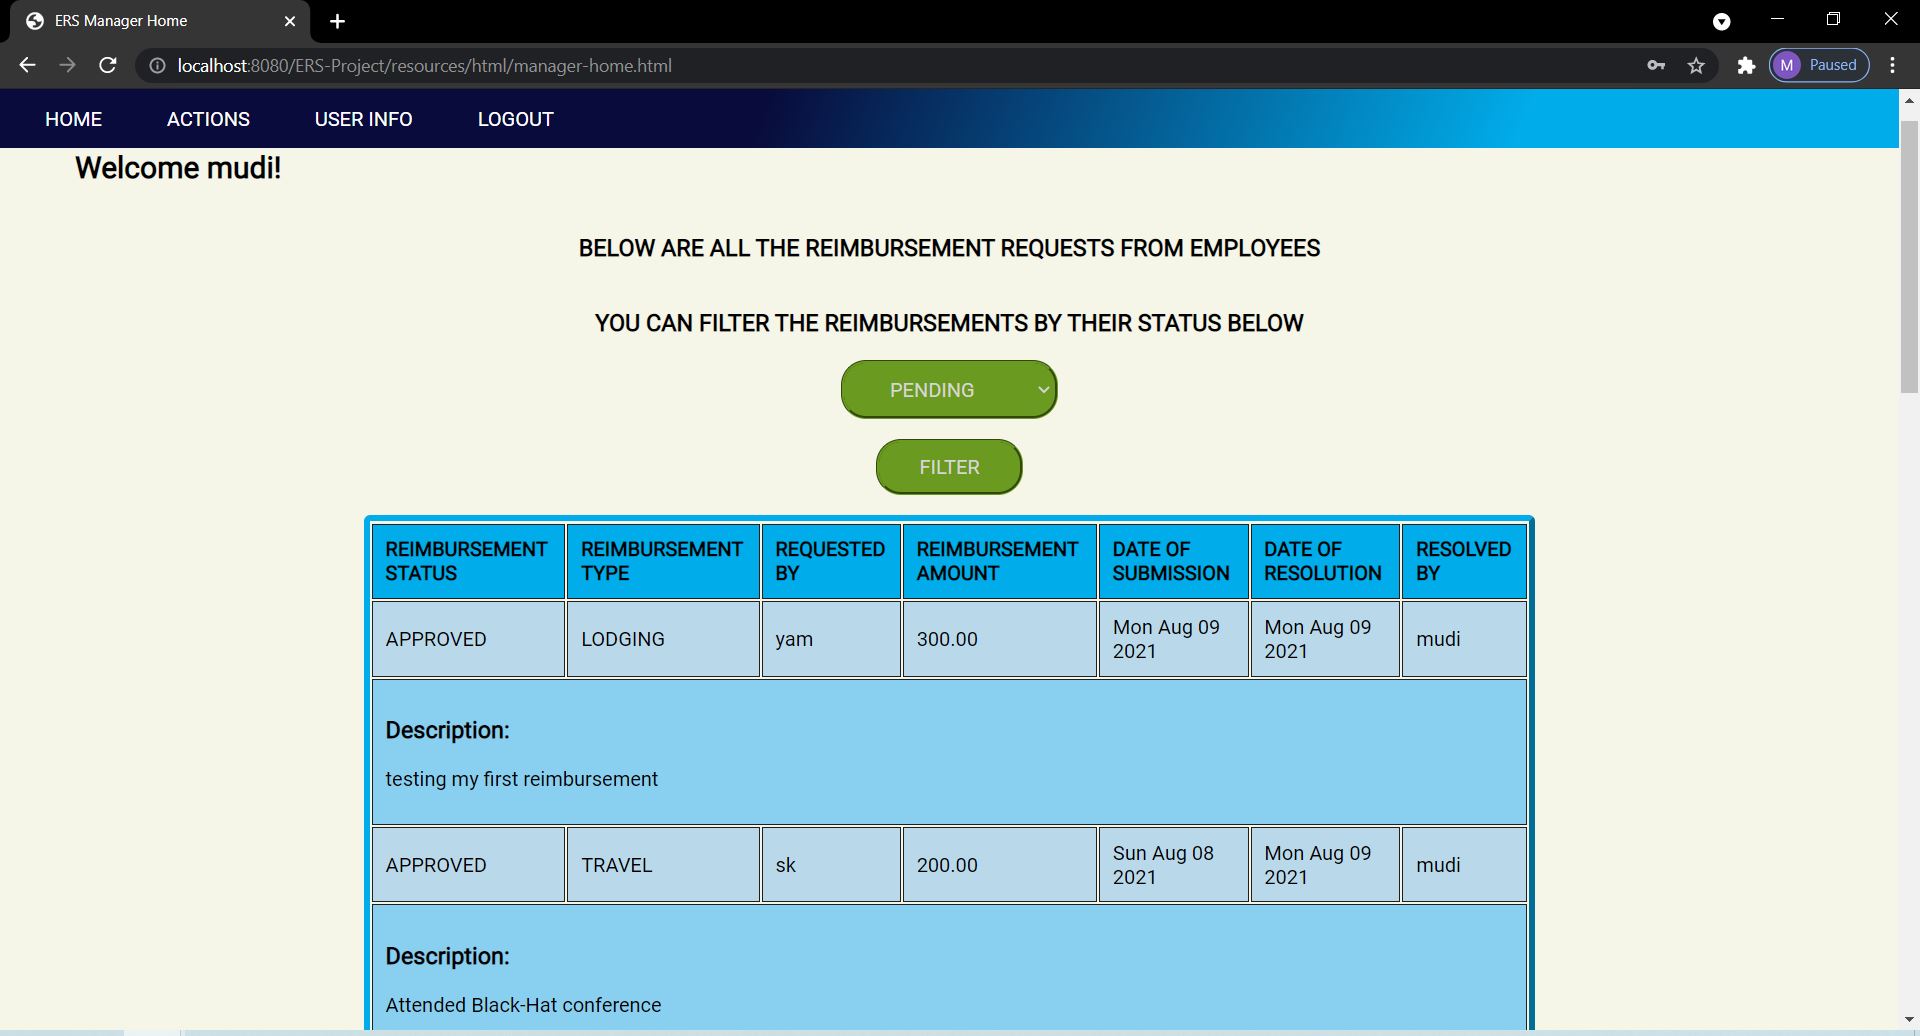 ERS Manager Home
localhost:8080/ERS-Project/resources/html/manager-home.html
M Paused
HOME ACTIONS USER INFO LOGOUT
Welcome mudi!
BELOW ARE ALL THE REIMBURSEMENT REQUESTS FROM EMPLOYEES
YOU CAN FILTER THE REIMBURSEMENTS BY THEIR STATUS BELOW
PENDING
FILTER
REIMBURSEMENT STATUS REIMBURSEMENT TYPE REQUESTED BY REIMBURSEMENT AMOUNT DATE OF SUBMISSION DATE OF RESOLUTION RESOLVED BY
APPROVED LODGING yam 300.00 Mon Aug 09 2021 Mon Aug 09 2021 mudi
Description:
testing my first reimbursement
APPROVED TRAVEL sk 200.00 Sun Aug 08 2021 Mon Aug 09 2021 mudi
Description:
Attended Black-Hat conference